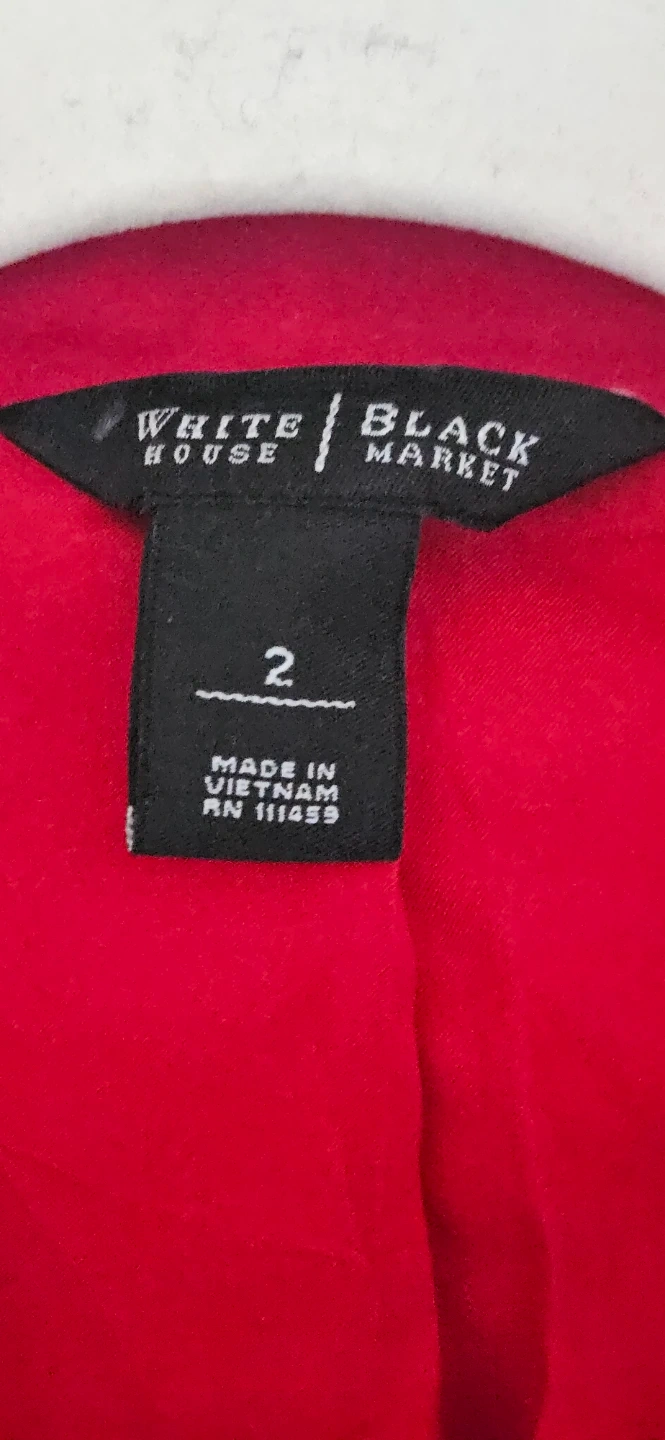 WHITE HOUSE | BLACK MARKET
2
MADE IN
VIETNAM
RN 111459